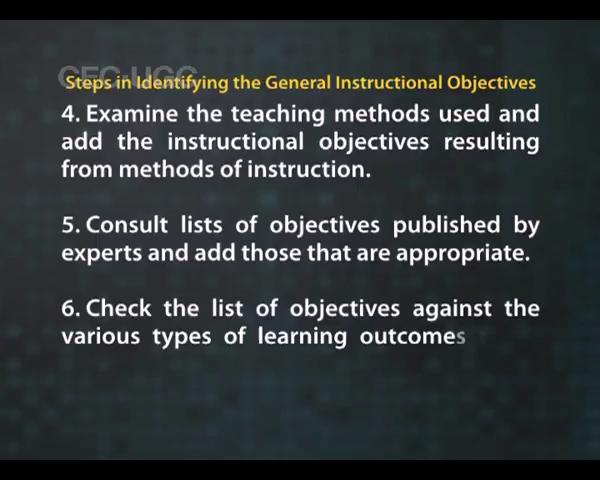 CEC-UGC
Steps in Identifying the General Instructional Objectives
4. Examine the teaching methods used and
add the instructional objectives resulting
from methods of instruction.
5. Consult lists of objectives published by
experts and add those that are appropriate.
6. Check the list of objectives against the
various types of learning outcomes